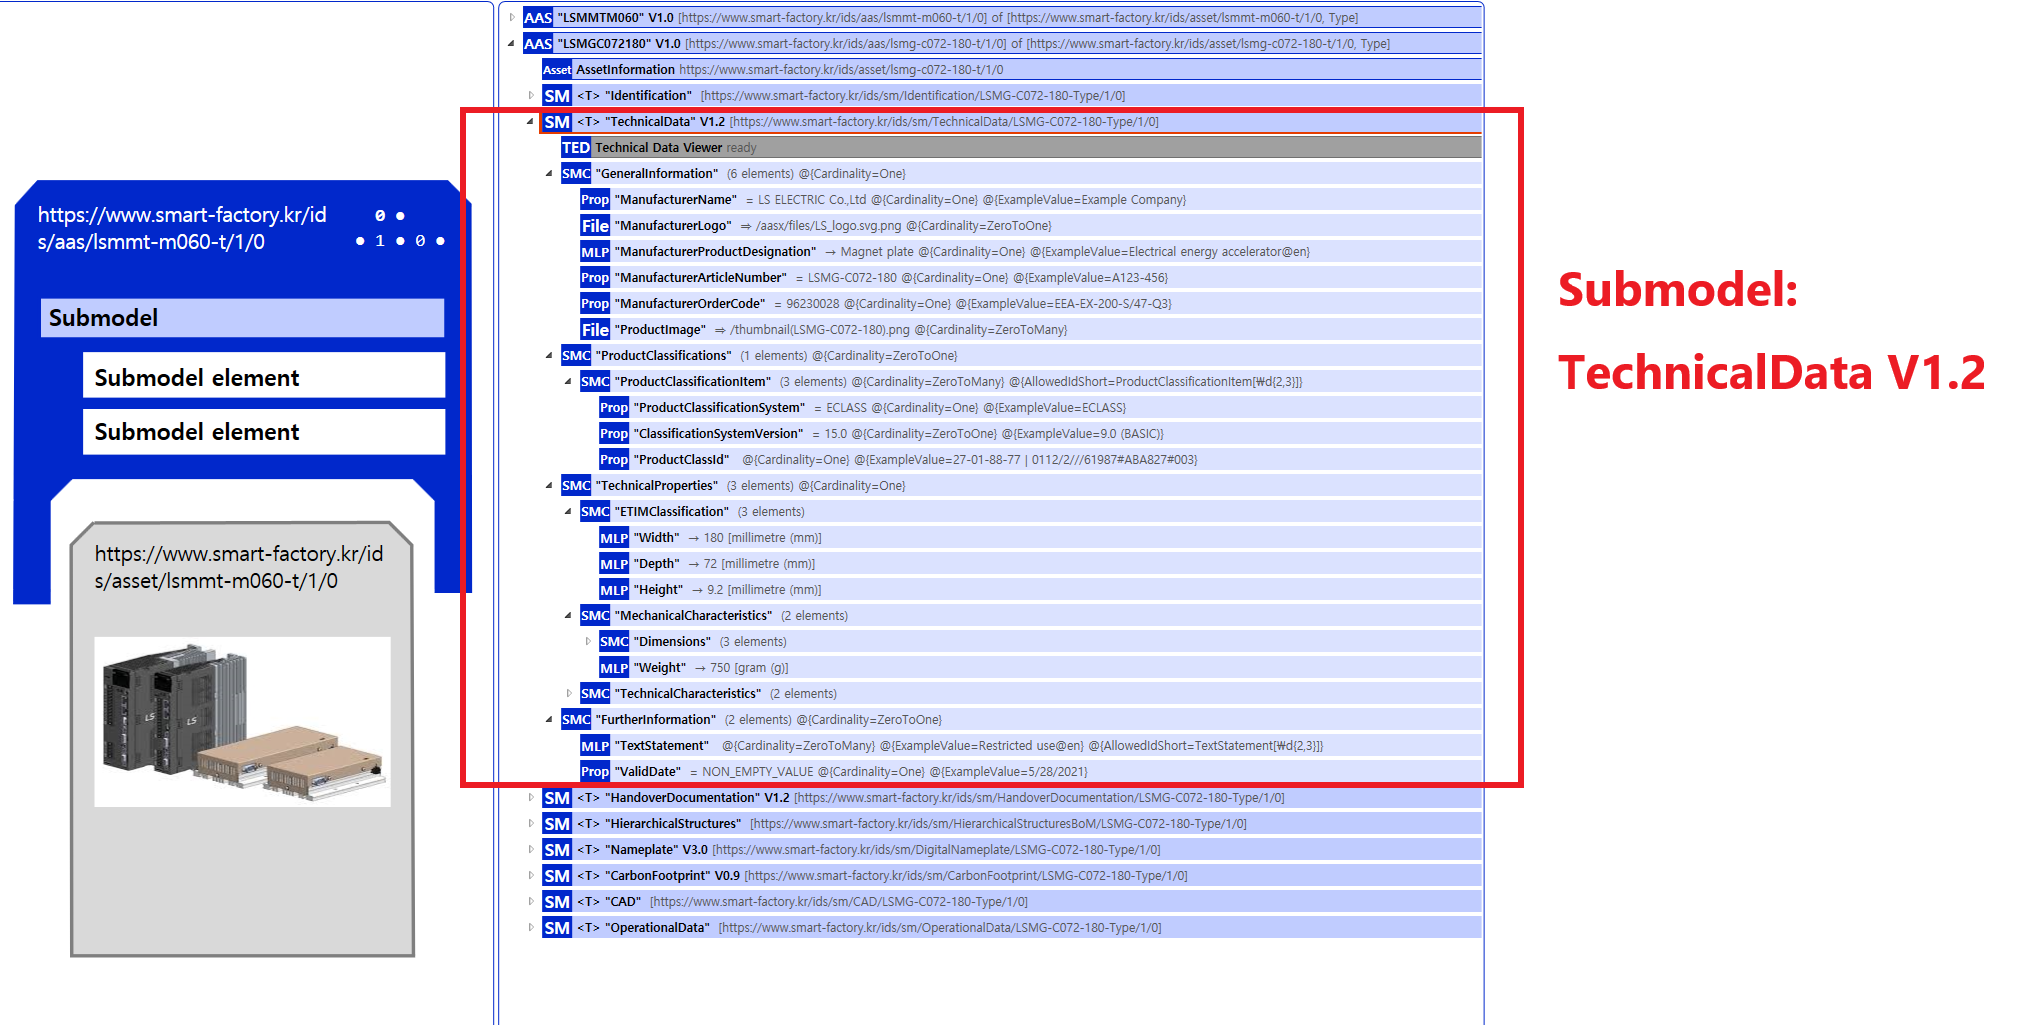 https://www.smart-factory.kr/id
s/aas/lsmmt-m060-t/1/0
0
1 0
Submodel
Submodel element
Submodel element
https://www.smart-factory.kr/id
s/asset/lsmmt-m060-t/1/0
LS
LS
AAS "LSMMTM060" V1.0 [https://www.smart-factory.kr/ids/aas/lsmmt-m060-t/1/0] of [https://www.smart-factory.kr/ids/asset/lsmmt-m060-t/1/0, Type]
AAS "LSMGC072180" V1.0 [https://www.smart-factory.kr/ids/aas/lsmg-c072-180-t/1/0] of [https://www.smart-factory.kr/ids/asset/lsmg-c072-180-t/1/0, Type]
Asset AssetInformation https://www.smart-factory.kr/ids/asset/lsmg-c072-180-t/1/0
SM <T> "Identification" [https://www.smart-factory.kr/ids/sm/Identification/LSMG-C072-180-Type/1/0]
SM <T> "TechnicalData" V1.2 [https://www.smart-factory.kr/ids/sm/TechnicalData/LSMG-C072-180-Type/1/0]
TED Technical Data Viewer ready
SMC "GeneralInformation" (6 elements) @{Cardinality=One}
Prop "ManufacturerName" = LS ELECTRIC Co.,Ltd @{Cardinality=One} @{ExampleValue=Example Company}
File "ManufacturerLogo" ⇒ /aasx/files/LS_logo.svg.png @{Cardinality=ZeroToOne}
MLP "ManufacturerProductDesignation" → Magnet plate @{Cardinality=One} @{ExampleValue=Electrical energy accelerator@en}
Prop "ManufacturerArticleNumber" = LSMG-C072-180 @{Cardinality=One} @{ExampleValue=A123-456}
Prop "ManufacturerOrderCode" = 96230028 @{Cardinality=One} @{ExampleValue=EEA-EX-200-S/47-Q3}
File "ProductImage" ⇒ /thumbnail(LSMG-C072-180).png @{Cardinality=ZeroToMany}
SMC "ProductClassifications" (1 elements) @{Cardinality=ZeroToOne}
SMC "ProductClassificationItem" (3 elements) @{Cardinality=ZeroToMany} @{AllowedIdShort=ProductClassificationItem[₩d{2,3}]}
Prop "ProductClassificationSystem" = ECLASS @{Cardinality=One} @{ExampleValue=ECLASS}
Prop "ClassificationSystemVersion" = 15.0 @{Cardinality=ZeroToOne} @{ExampleValue=9.0 (BASIC)}
Prop "ProductClassId" @{Cardinality=One} @{ExampleValue=27-01-88-77 | 0112/2///61987#ABA827#003}
SMC "TechnicalProperties" (3 elements) @{Cardinality=One}
SMC "ETIMClassification" (3 elements)
MLP "Width" → 180 [millimetre (mm)]
MLP "Depth" → 72 [millimetre (mm)]
MLP "Height" → 9.2 [millimetre (mm)]
SMC "MechanicalCharacteristics" (2 elements)
SMC "Dimensions" (3 elements)
MLP "Weight" → 750 [gram (g)]
SMC "TechnicalCharacteristics" (2 elements)
SMC "FurtherInformation" (2 elements) @{Cardinality=ZeroToOne}
MLP "TextStatement" @{Cardinality=ZeroToMany} @{ExampleValue=Restricted use@en} @{AllowedIdShort=TextStatement[₩d{2,3}]}
Prop "ValidDate" = NON_EMPTY_VALUE @{Cardinality=One} @{ExampleValue=5/28/2021}
SM <T> "HandoverDocumentation" V1.2 [https://www.smart-factory.kr/ids/sm/HandoverDocumentation/LSMG-C072-180-Type/1/0]
SM <T> "HierarchicalStructures" [https://www.smart-factory.kr/ids/sm/HierarchicalStructuresBoM/LSMG-C072-180-Type/1/0]
SM <T> "Nameplate" V3.0 [https://www.smart-factory.kr/ids/sm/DigitalNameplate/LSMG-C072-180-Type/1/0]
SM <T> "CarbonFootprint" V0.9 [https://www.smart-factory.kr/ids/sm/CarbonFootprint/LSMG-C072-180-Type/1/0]
SM <T> "CAD" [https://www.smart-factory.kr/ids/sm/CAD/LSMG-C072-180-Type/1/0]
SM <T> "OperationalData" [https://www.smart-factory.kr/ids/sm/OperationalData/LSMG-C072-180-Type/1/0]
Submodel:
TechnicalData V1.2